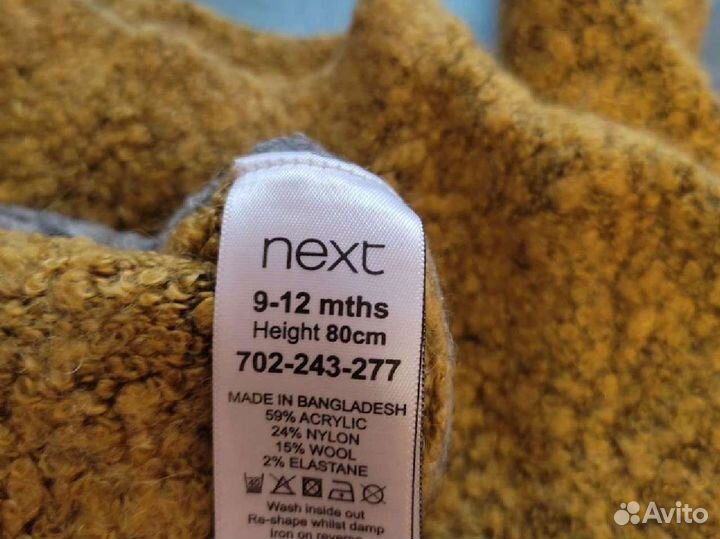 next
9-12 mths
Height 80cm
702-243-277
MADE IN BANGLADESH
59% ACRYLIC
24% NYLON
15% WOOL
2% ELASTANE
40
Wash inside out
Re-shape whilst damp
Iron on reverse
Avito